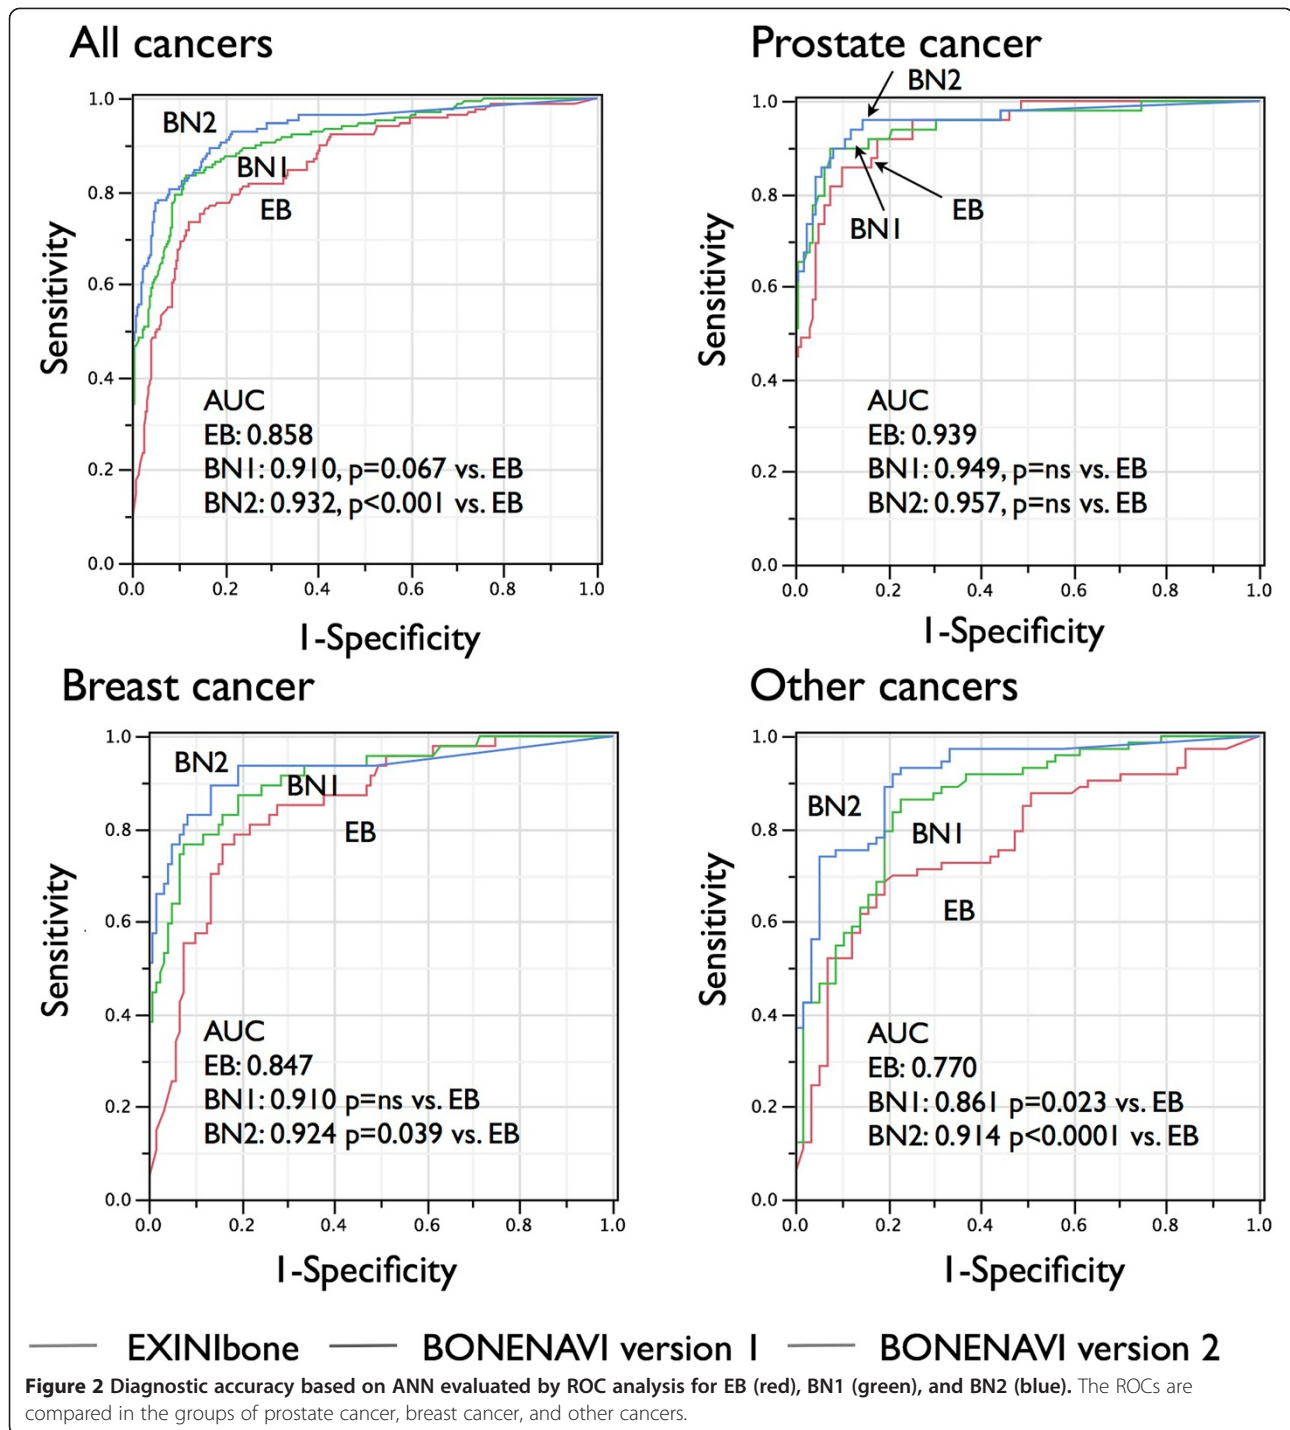 All cancers
1.0
0.8
0.6
0.4
0.2
0.0
Sensitivity
BN2
BN1
EB
AUC
EB: 0.858
BN1: 0.910, p=0.067 vs. EB
BN2: 0.932, p<0.001 vs. EB
0.0 0.2 0.4 0.6 0.8 1.0
1-Specificity
Prostate cancer
BN2
1.0
0.8
0.6
0.4
0.2
0.0
Sensitivity
BN1
EB
AUC
EB: 0.939
BN1: 0.949, p=ns vs. EB
BN2: 0.957, p=ns vs. EB
0.0 0.2 0.4 0.6 0.8 1.0
1-Specificity
Breast cancer
1.0
0.8
0.6
0.4
0.2
0.0
Sensitivity
BN2
BN1
EB
AUC
EB: 0.847
BN1: 0.910 p=ns vs. EB
BN2: 0.924 p=0.039 vs. EB
0.0 0.2 0.4 0.6 0.8 1.0
1-Specificity
Other cancers
1.0
0.8
0.6
0.4
0.2
0.0
Sensitivity
BN2
BN1
EB
AUC
EB: 0.770
BN1: 0.861 p=0.023 vs. EB
BN2: 0.914 p<0.0001 vs. EB
0.0 0.2 0.4 0.6 0.8 1.0
1-Specificity
EXINIbone BONENAVI version 1 BONENAVI version 2
Figure 2 Diagnostic accuracy based on ANN evaluated by ROC analysis for EB (red), BN1 (green), and BN2 (blue). The ROCs are
compared in the groups of prostate cancer, breast cancer, and other cancers.